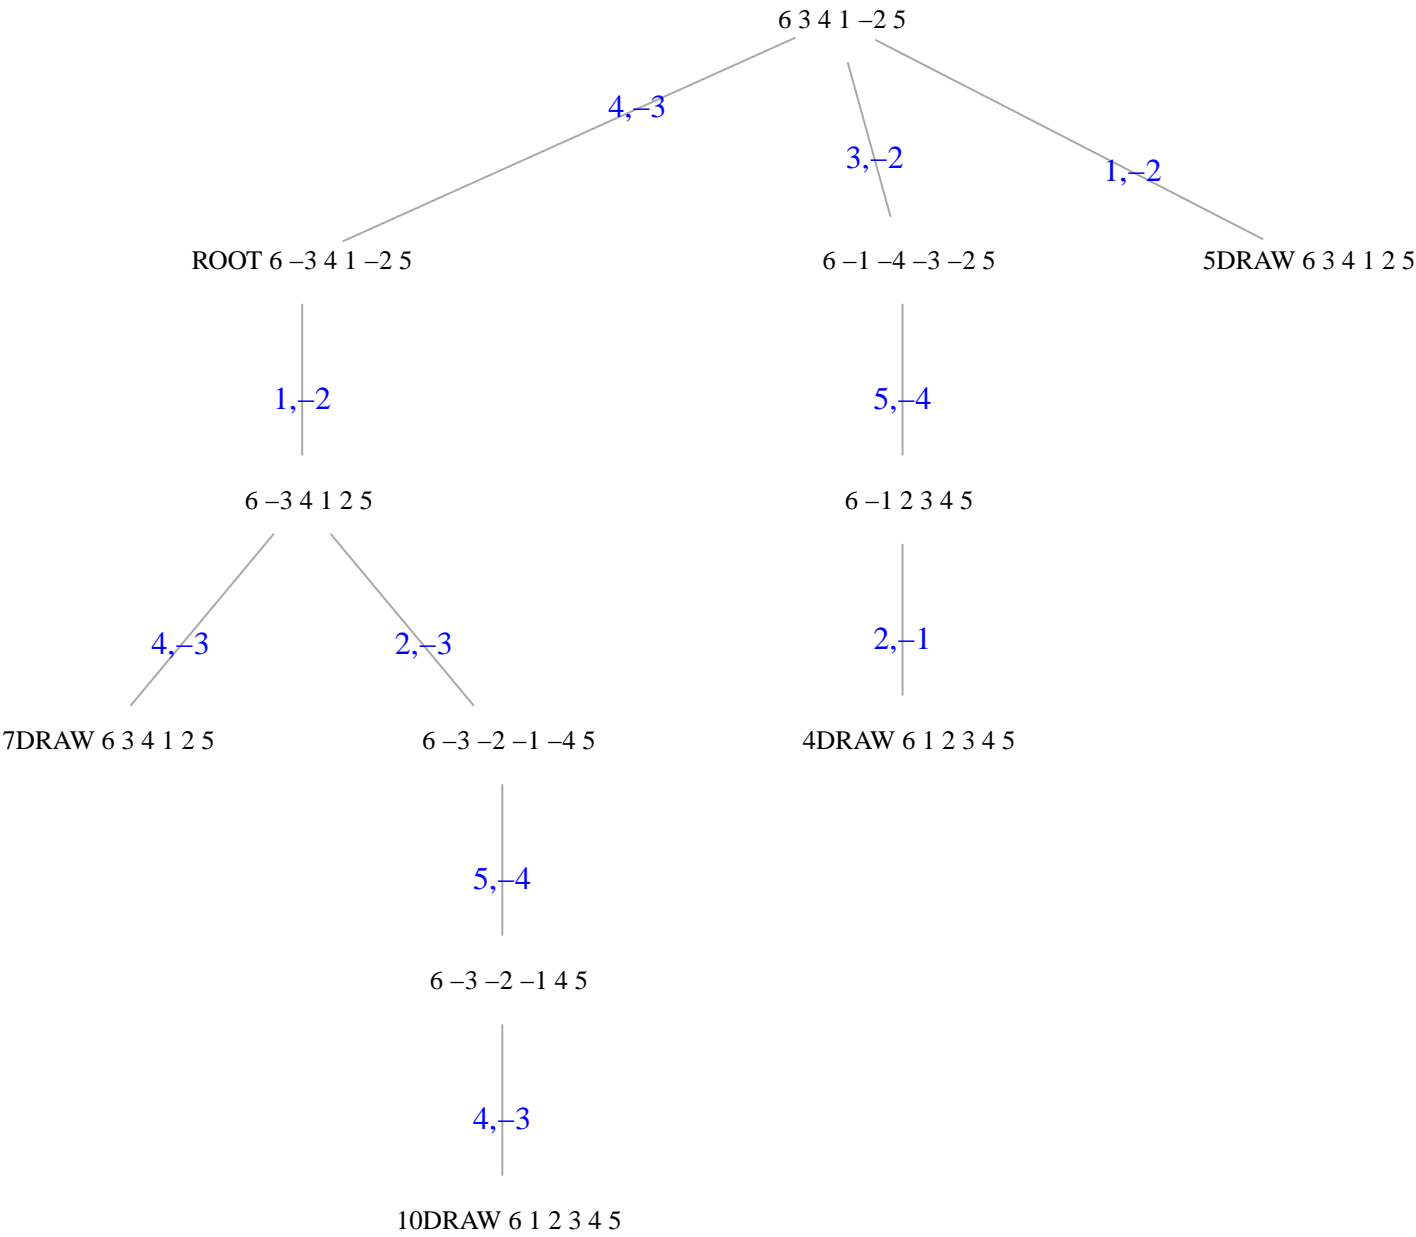 6 3 4 1 –2 5
4,–3
3,–2
1,–2
ROOT 6 –3 4 1 –2 5
6 –1 –4 –3 –2 5
5DRAW 6 3 4 1 2 5
1,–2
5,–4
6 –3 4 1 2 5
6 –1 2 3 4 5
4,–3
2,–3
2,–1
7DRAW 6 3 4 1 2 5
6 –3 –2 –1 –4 5
4DRAW 6 1 2 3 4 5
5,–4
6 –3 –2 –1 4 5
4,–3
10DRAW 6 1 2 3 4 5